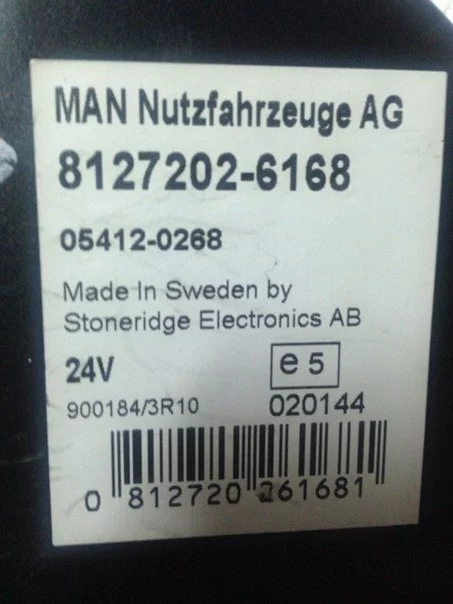 MAN Nutzfahrzeuge AG
8127202-6168
05412-0268
Made In Sweden by
Stoneridge Electronics AB
24V
e 5
900184/3R10
020144
0 812720 261681